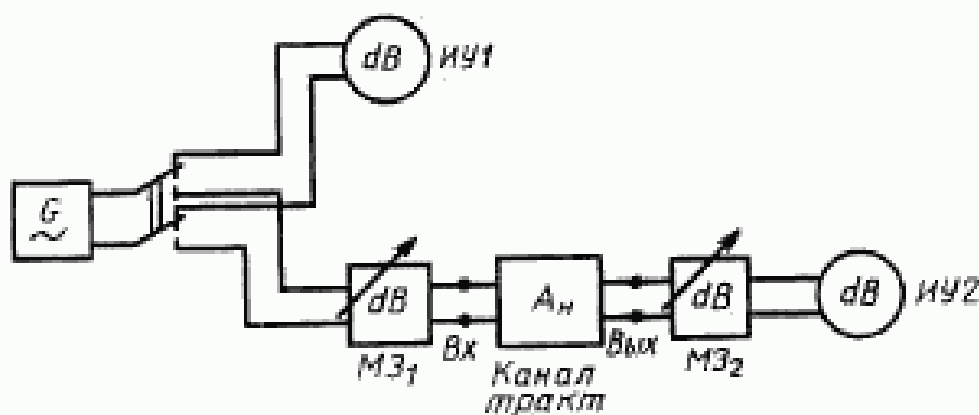 dB ИУ1
G
~
dB
Aн
dB
dB ИУ2
МЗ1
Вх
Канал
тракт
Вых
МЗ2